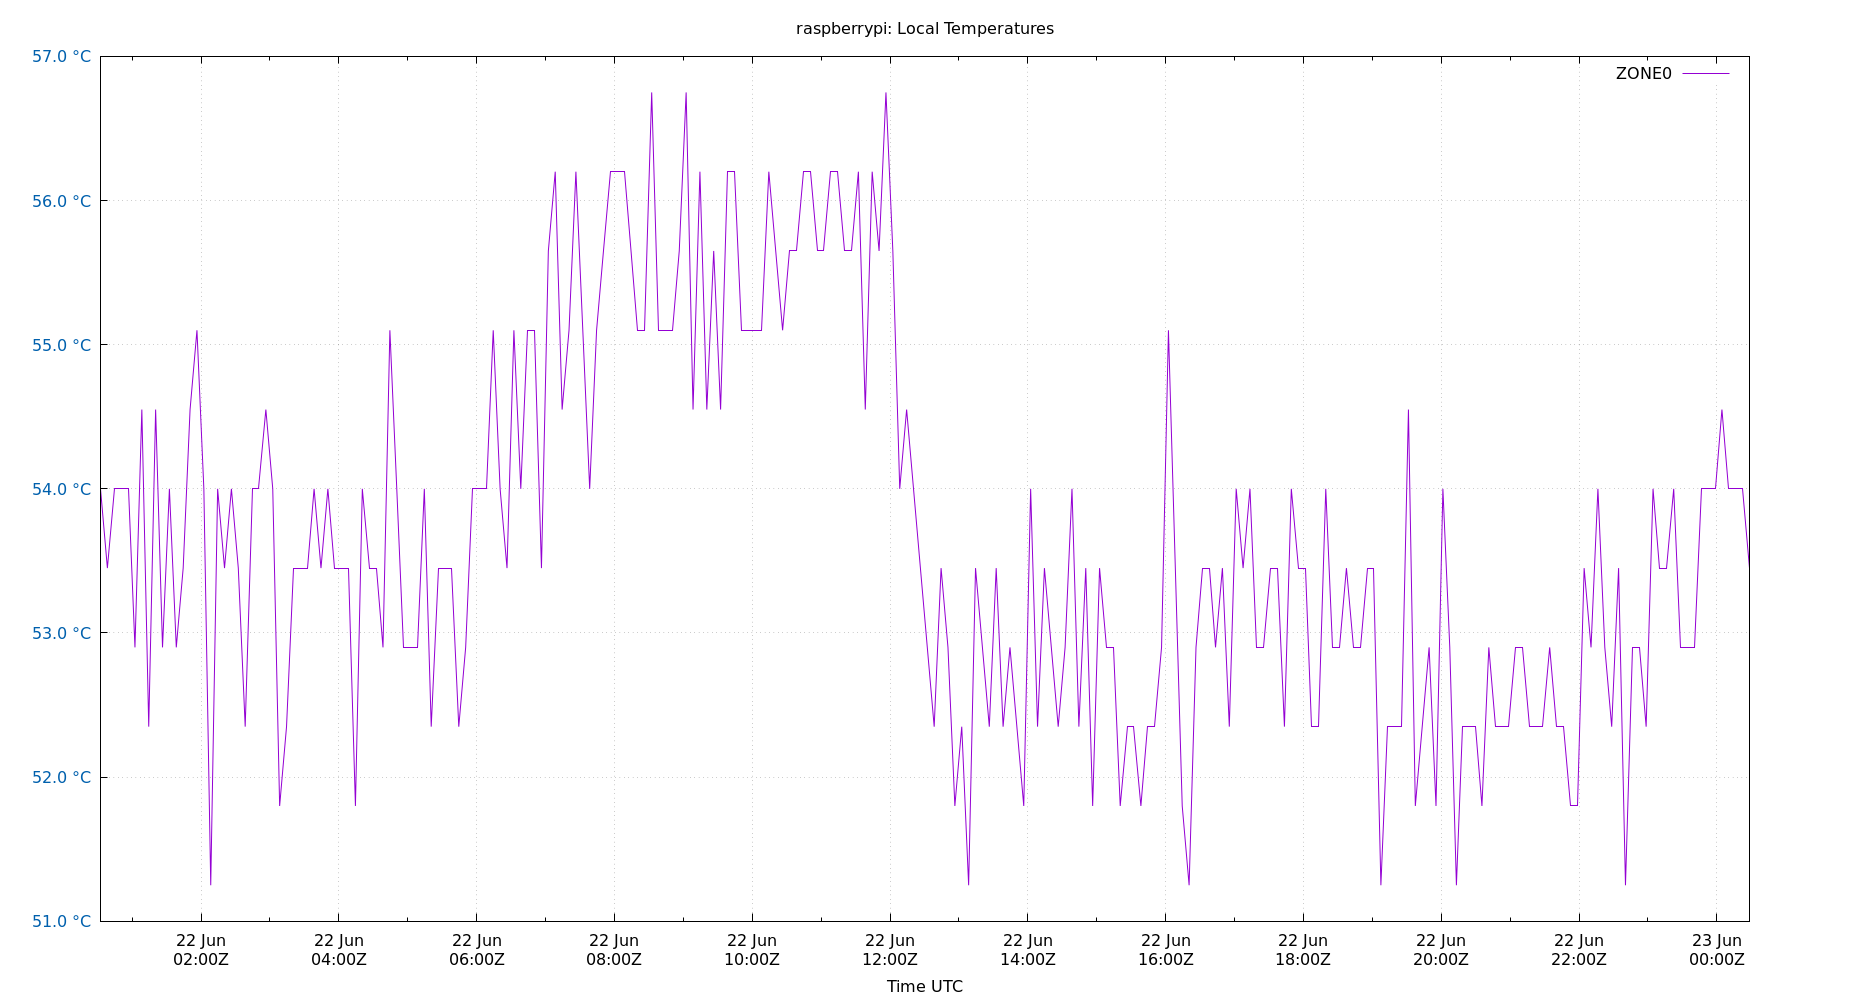 raspberrypi: Local Temperatures
57.0 °C
ZONE0
56.0 °C
55.0 °C
54.0 °C
53.0 °C
52.0 °C
51.0 °C
22 Jun 22 Jun 22 Jun 22 Jun 22 Jun 22 Jun 22 Jun 22 Jun 22 Jun 22 Jun 22 Jun 23 Jun
02:00Z 04:00Z 06:00Z 08:00Z 10:00Z 12:00Z 14:00Z 16:00Z 18:00Z 20:00Z 22:00Z 00:00Z
Time UTC